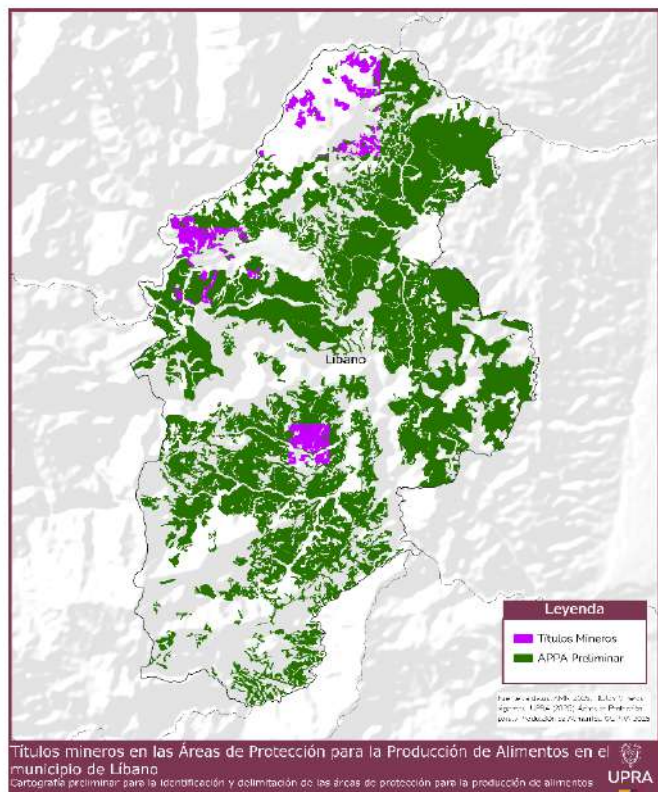 Líbano
Leyenda
Títulos Mineros
APPA Preliminar
Títulos mineros en las Áreas de Protección para la Producción de Alimentos en el
municipio de Líbano
Cartografía preliminar para la identificación y delimitación de las áreas de protección para la producción de alimentos
UPRA